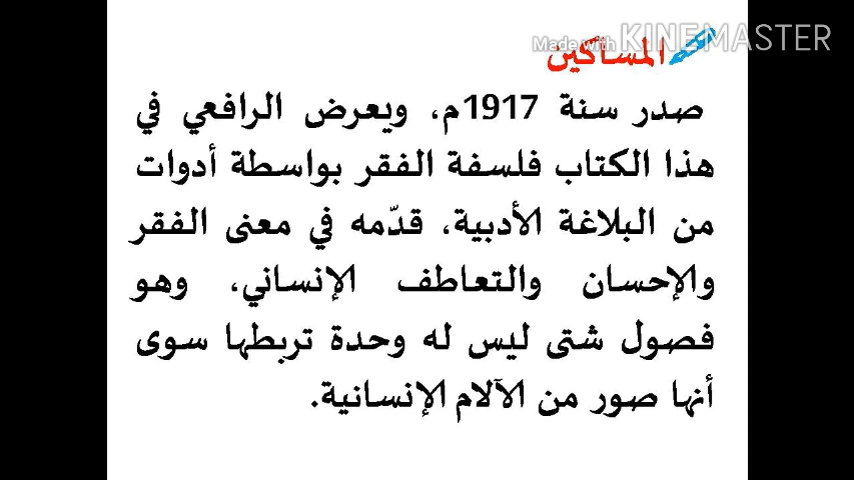 Made with KINEMASTER
المساكين
صدر سنة 1917م، ويعرض الرافعي في
هذا الكتاب فلسفة الفقر بواسطة أدوات
من البلاغة الأدبية، قدّمه في معنى الفقر
والإحسان والتعاطف الإنساني، وهو
فصول شتى ليس له وحدة تربطها سوى
أنها صور من الآلام الإنسانية.